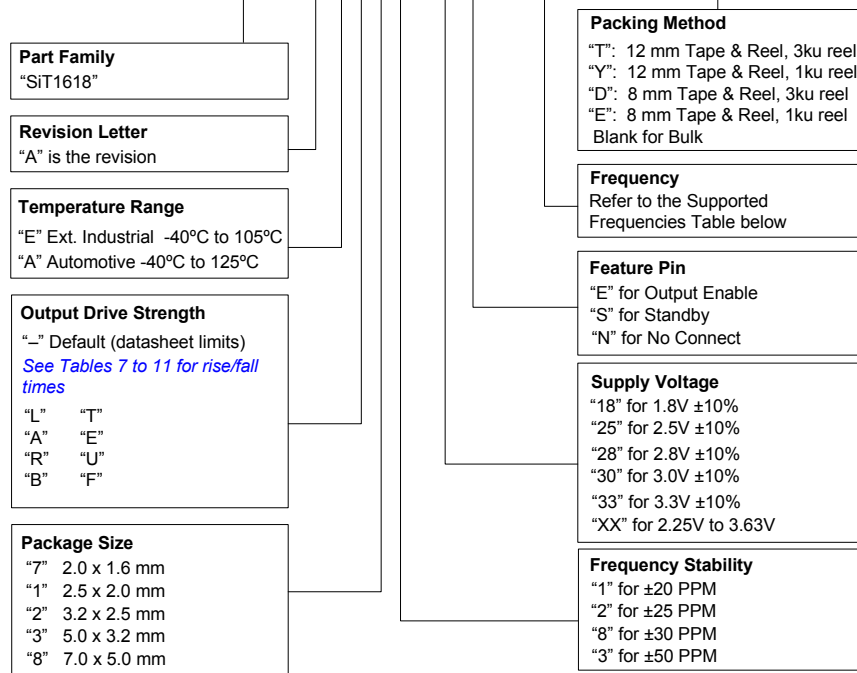 Part Family
“SiT1618”
Revision Letter
“A” is the revision
Temperature Range
“E” Ext. Industrial -40ºC to 105ºC
“A” Automotive -40ºC to 125ºC
Output Drive Strength
“–” Default (datasheet limits)
See Tables 7 to 11 for rise/fall
times
“L” “T”
“A” “E”
“R” “U”
“B” “F”
Package Size
“7” 2.0 x 1.6 mm
“1” 2.5 x 2.0 mm
“2” 3.2 x 2.5 mm
“3” 5.0 x 3.2 mm
“8” 7.0 x 5.0 mm
Packing Method
“T”: 12 mm Tape & Reel, 3ku reel
“Y”: 12 mm Tape & Reel, 1ku reel
“D”: 8 mm Tape & Reel, 3ku reel
“E”: 8 mm Tape & Reel, 1ku reel
Blank for Bulk
Frequency
Refer to the Supported
Frequencies Table below
Feature Pin
“E” for Output Enable
“S” for Standby
“N” for No Connect
Supply Voltage
“18” for 1.8V ±10%
“25” for 2.5V ±10%
“28” for 2.8V ±10%
“30” for 3.0V ±10%
“33” for 3.3V ±10%
“XX” for 2.25V to 3.63V
Frequency Stability
“1” for ±20 PPM
“2” for ±25 PPM
“8” for ±30 PPM
“3” for ±50 PPM